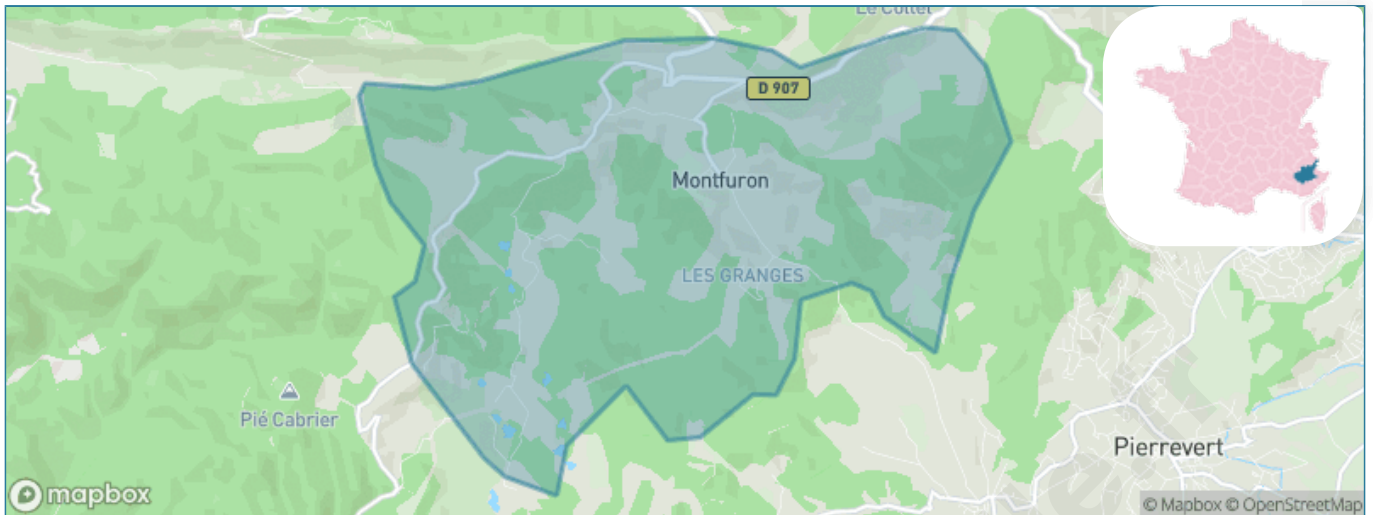 Le Collet
D 907
Montfuron
LES GRANGES
Pié Cabrier
Pierrevert
mapbox
© Mapbox © OpenStreetMap